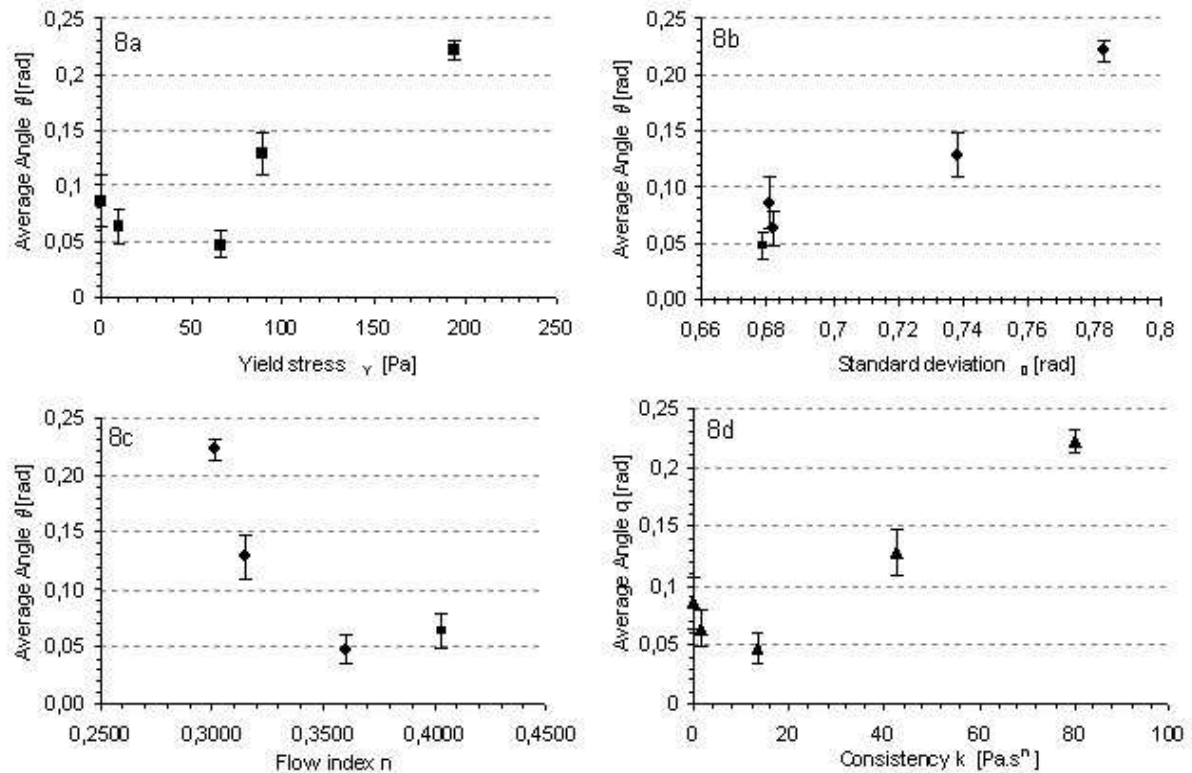 8a
Average Angle θ [rad]
0,25
0,2
0,15
0,1
0,05
0
0 50 100 150 200 250
Yield stress Y [Pa]
8b
Average Angle θ [rad]
0,25
0,20
0,15
0,10
0,05
0,00
0,66 0,68 0,7 0,72 0,74 0,76 0,78 0,8
Standard deviation θ [rad]
8c
Average Angle θ [rad]
0,25
0,20
0,15
0,10
0,05
0,00
0,2500 0,3000 0,3500 0,4000 0,4500
Flow index n
8d
Average Angle q [rad]
0,25
0,2
0,15
0,1
0,05
0
0 20 40 60 80 100
Consistency k [Pa.sⁿ]